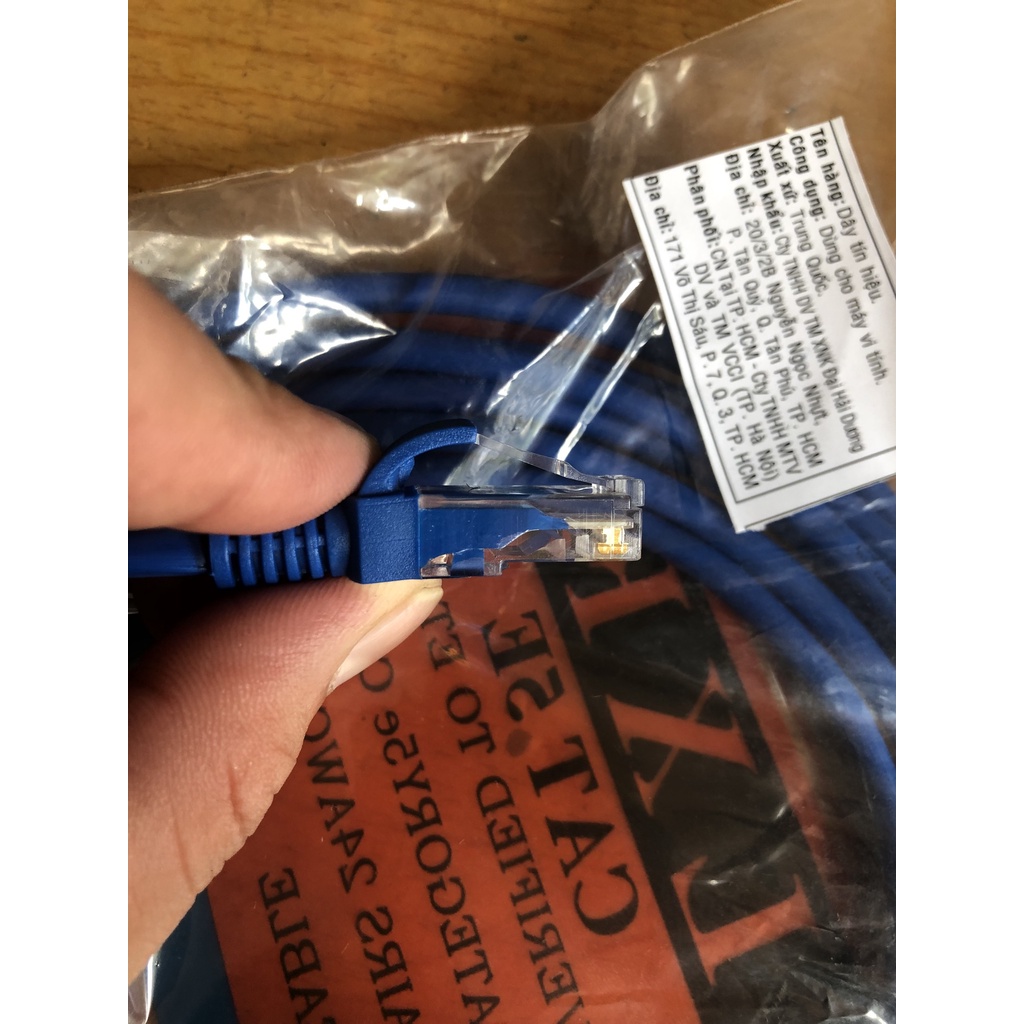 Tên hàng: Dây tín hiệu.
Công dụng: Dùng cho máy vi tính.
Xuất xứ: Trung Quốc.
Nhập khẩu: Cty TNHH DV TM XNK Đại Hải Dương
Địa chỉ: 20/3/2B Nguyễn Ngọc Nhựt,
P. Tân Quý, Q. Tân Phú, TP. HCM
Phân phối: CN Tại TP. HCM - Cty TNHH MTV
DV và TM VCCI (TP. Hà Nội)
Địa chỉ: 171 Võ Thị Sáu, P. 7, Q. 3, TP. HCM
CAT.5E
VERIFIED TO
CATEGORY5e
PAIRS 24AWG
CABLE